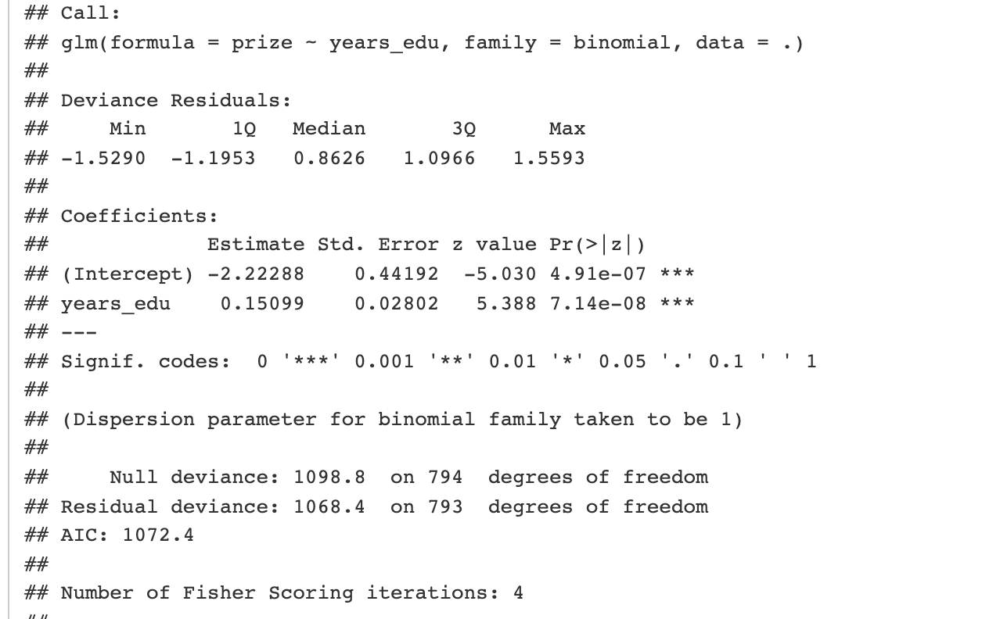 ## Call:
## glm(formula = prize ~ years_edu, family = binomial, data = .)
##
## Deviance Residuals:
##     Min       1Q   Median       3Q      Max
## -1.5290  -1.1953   0.8626   1.0966   1.5593
##
## Coefficients:
##             Estimate Std. Error z value Pr(>|z|)
## (Intercept) -2.22288    0.44192  -5.030 4.91e-07 ***
## years_edu    0.15099    0.02802   5.388 7.14e-08 ***
## ---
## Signif. codes:  0 '***' 0.001 '**' 0.01 '*' 0.05 '.' 0.1 ' ' 1
##
## (Dispersion parameter for binomial family taken to be 1)
##
##     Null deviance: 1098.8  on 794  degrees of freedom
## Residual deviance: 1068.4  on 793  degrees of freedom
## AIC: 1072.4
##
## Number of Fisher Scoring iterations: 4
##